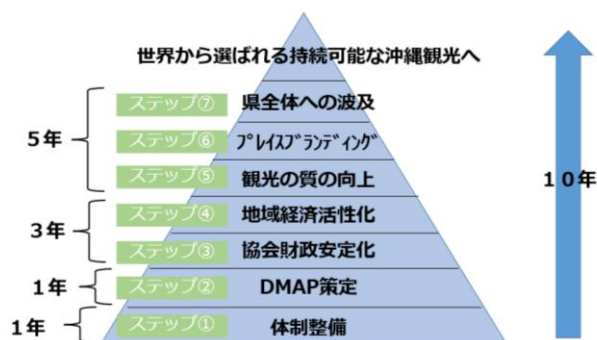 世界から選ばれる持続可能な沖縄観光へ
ステップ⑦ 県全体への波及
5年 ステップ⑥ プレイスブランディング
ステップ⑤ 観光の質の向上
10年
ステップ④ 地域経済活性化
3年
ステップ③ 協会財政安定化
1年 ステップ② DMAP策定
1年 ステップ① 体制整備